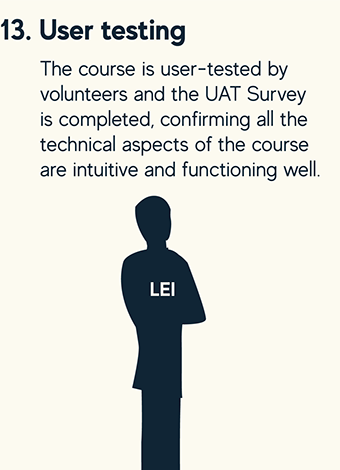 13. User testing
The course is user-tested by
volunteers and the UAT Survey
is completed, confirming all the
technical aspects of the course
are intuitive and functioning well.
LEI